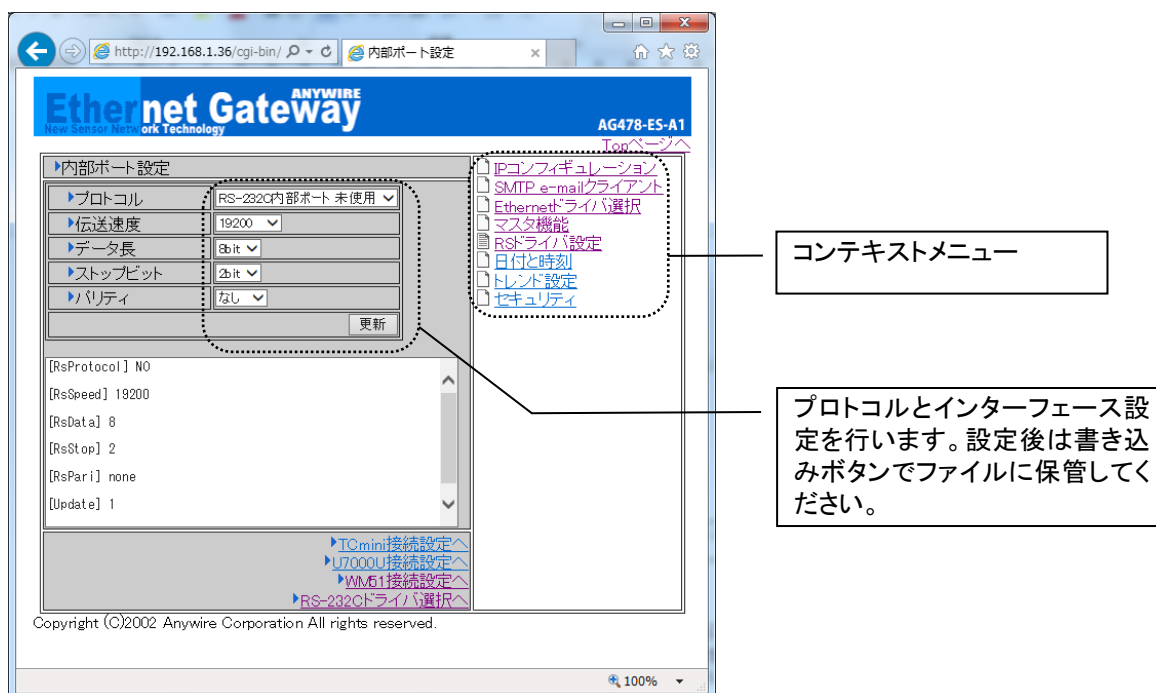 http://192.168.1.36/cgi-bin/
内部ポート設定
Ethernet Gateway
ANYWIRE
New Sensor Network Technology
AG478-ES-A1
Topページへ
内部ポート設定
プロトコル
RS-232C内部ポート 未使用
伝送速度
19200
データ長
8bit
ストップビット
2bit
パリティ
なし
更新
[RsProtocol] NO
[RsSpeed] 19200
[RsData] 8
[RsStop] 2
[RsPari] none
[Update] 1
TCmini接続設定へ
U7000U接続設定へ
WM51接続設定へ
RS-232Cドライバ選択へ
IPコンフィギュレーション
SMTP e-mailクライアント
Ethernetドライバ選択
マスタ機能
RSドライバ設定
日付と時刻
トレンド設定
セキュリティ
Copyright (C)2002 Anywire Corporation All rights reserved.
100%
コンテキストメニュー
プロトコルとインターフェース設
定を行います。設定後は書き込
みボタンでファイルに保管してく
ださい。